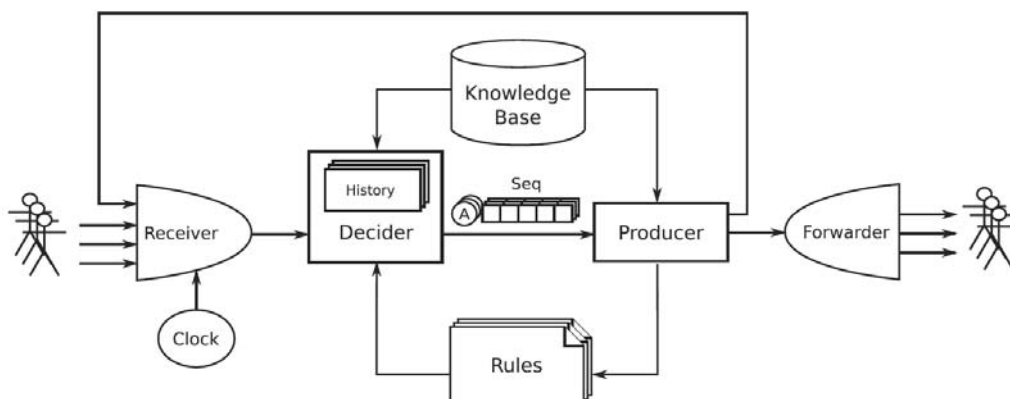 Knowledge
Base
History
Seq
A
Receiver
Decider
Producer
Forwarder
Clock
Rules